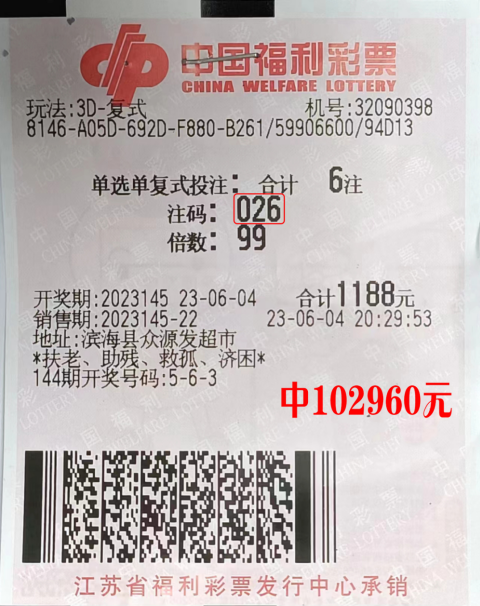 中国福利彩票
CHINA WELFARE LOTTERY
玩法:3D-复式 机号:32090398
8146-A05D-692D-F880-B261/59906600/94D13
单选单复式投注: 合计 6注
注码: 026
倍数: 99
开奖期:2023145 23-06-04 合计1188元
销售期:2023145-22 23-06-04 20:29:53
地址:滨海县众源发超市
*扶老、助残、救孤、济困*
144期开奖号码:5-6-3
中102960元
江苏省福利彩票发行中心承销